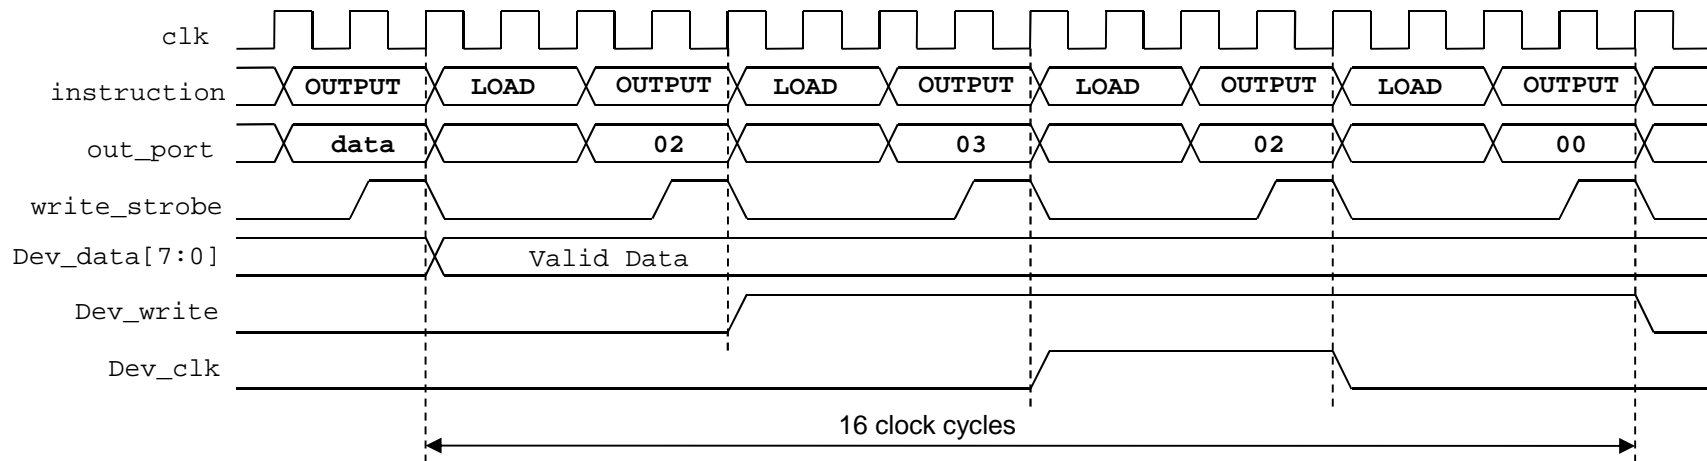 clk
instruction OUTPUT LOAD OUTPUT LOAD OUTPUT LOAD OUTPUT LOAD OUTPUT
out_port data 02 03 02 00
write_strobe
Dev_data[7:0] Valid Data
Dev_write
Dev_clk
16 clock cycles